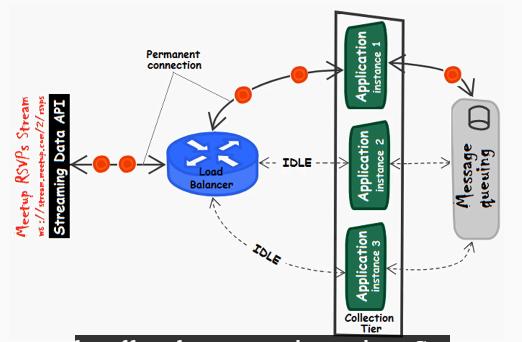 Permanent
connection
Meetup RSVPs Stream
ws://stream.meetup.com/2/rsvps
Streaming Data API
Load
Balancer
IDLE
IDLE
Application
instance 1
Application
instance 2
Application
instance 3
Collection
Tier
Message
queuing